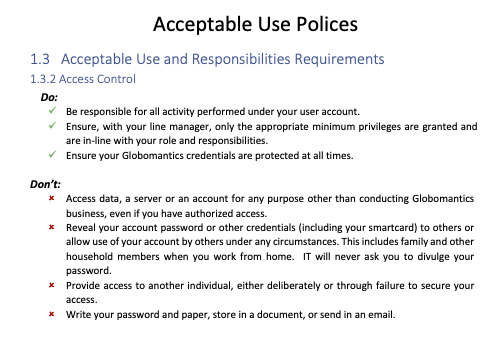 Acceptable Use Polices
1.3 Acceptable Use and Responsibilities Requirements
1.3.2 Access Control
Do:
✓ Be responsible for all activity performed under your user account.
✓ Ensure, with your line manager, only the appropriate minimum privileges are granted and
are in-line with your role and responsibilities.
✓ Ensure your Globomantics credentials are protected at all times.
Don't:
× Access data, a server or an account for any purpose other than conducting Globomantics
business, even if you have authorized access.
× Reveal your account password or other credentials (including your smartcard) to others or
allow use of your account by others under any circumstances. This includes family and other
household members when you work from home. IT will never ask you to divulge your
password.
× Provide access to another individual, either deliberately or through failure to secure your
access.
× Write your password and paper, store in a document, or send in an email.